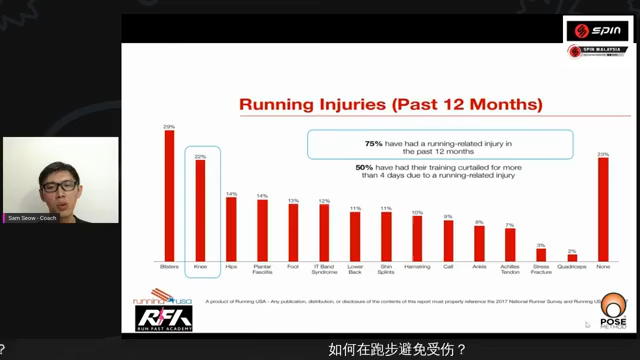 SPIN
SPIN MALAYSIA
Running Injuries (Past 12 Months)
75% have had a running-related injury in
the past 12 months
50% have had their training curtailed for more
than 4 days due to a running-related injury
29%
22%
14%
14%
13%
12%
11%
11%
10%
9%
8%
7%
3%
2%
23%
Blisters
Knee
Hips
Plantar
Fasciitis
Foot
IT Band
Syndrome
Lower
Back
Shin
Splints
Hamstring
Calf
Ankle
Achilles
Tendon
Stress
Fracture
Quadriceps
None
Sam Seow - Coach
running usa
A product of Running USA - Any publication, distribution, or disclosure of the contents of this report must properly reference the 2017 National Runner Survey and Running
RFA
RUN FAST ACADEMY
POSE
METHOD
?
如何在跑步避免受伤？